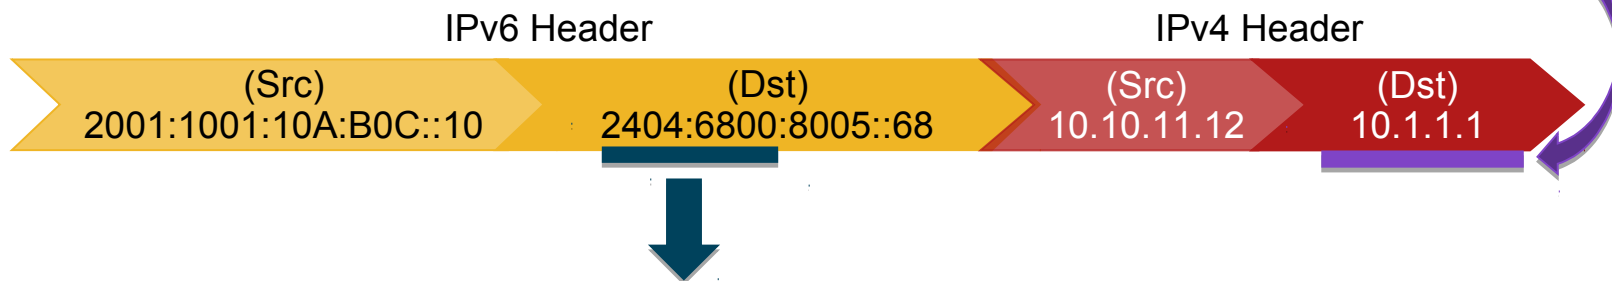 IPv6 Header
IPv4 Header
(Src)
2001:1001:10A:B0C::10
(Dst)
2404:6800:8005::68
(Src)
10.10.11.12
(Dst)
10.1.1.1